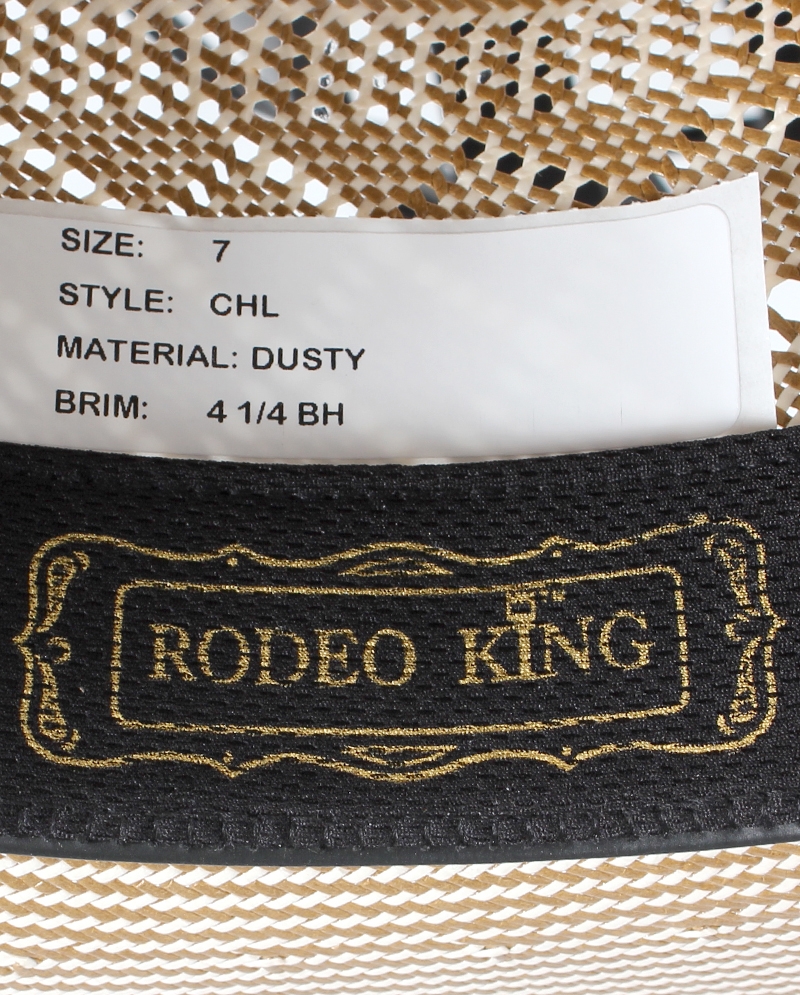 SIZE: 7
STYLE: CHL
MATERIAL: DUSTY
BRIM: 4 1/4 BH
RODEO KING